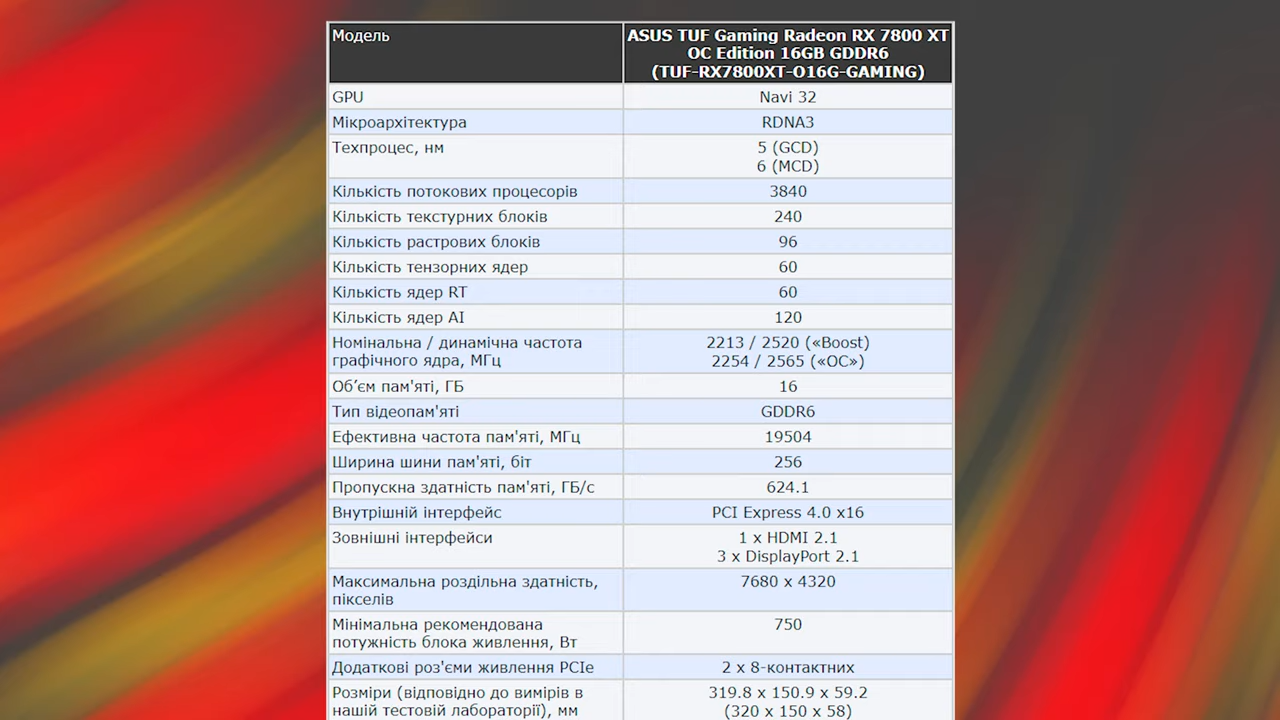 Модель
ASUS TUF Gaming Radeon RX 7800 XT
OC Edition 16GB GDDR6
(TUF-RX7800XT-O16G-GAMING)
GPU
Navi 32
Мікроархітектура
RDNA3
Техпроцес, нм
5 (GCD)
6 (MCD)
Кількість потокових процесорів
3840
Кількість текстурних блоків
240
Кількість растрових блоків
96
Кількість тензорних ядер
60
Кількість ядер RT
60
Кількість ядер AI
120
Номінальна / динамічна частота
графічного ядра, МГц
2213 / 2520 («Boost)
2254 / 2565 («OC»)
Об’єм пам'яті, ГБ
16
Тип відеопам'яті
GDDR6
Ефективна частота пам'яті, МГц
19504
Ширина шини пам'яті, біт
256
Пропускна здатність пам'яті, ГБ/с
624.1
Внутрішній інтерфейс
PCI Express 4.0 x16
Зовнішні інтерфейси
1 x HDMI 2.1
3 x DisplayPort 2.1
Максимальна роздільна здатність,
пікселів
7680 x 4320
Мінімальна рекомендована
потужність блока живлення, Вт
750
Додаткові роз'єми живлення PCIe
2 x 8-контактних
Розміри (відповідно до вимірів в
нашій тестовій лабораторії), мм
319.8 x 150.9 x 59.2
(320 x 150 x 58)